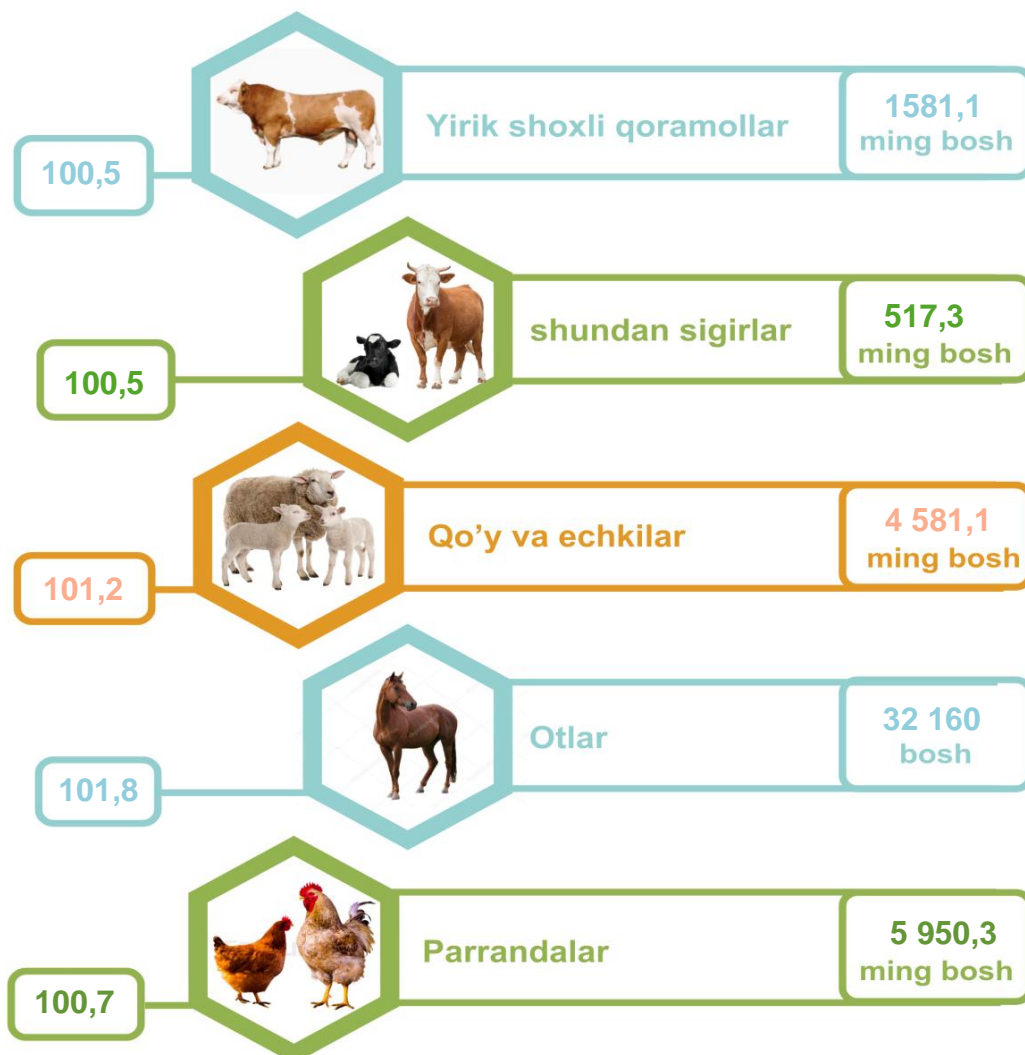 Yirik shoxli qoramollar
1581,1
ming bosh
100,5
shundan sigirlar
517,3
ming bosh
100,5
Qo’y va echkilar
4 581,1
ming bosh
101,2
Otlar
32 160
bosh
101,8
Parrandalar
5 950,3
ming bosh
100,7